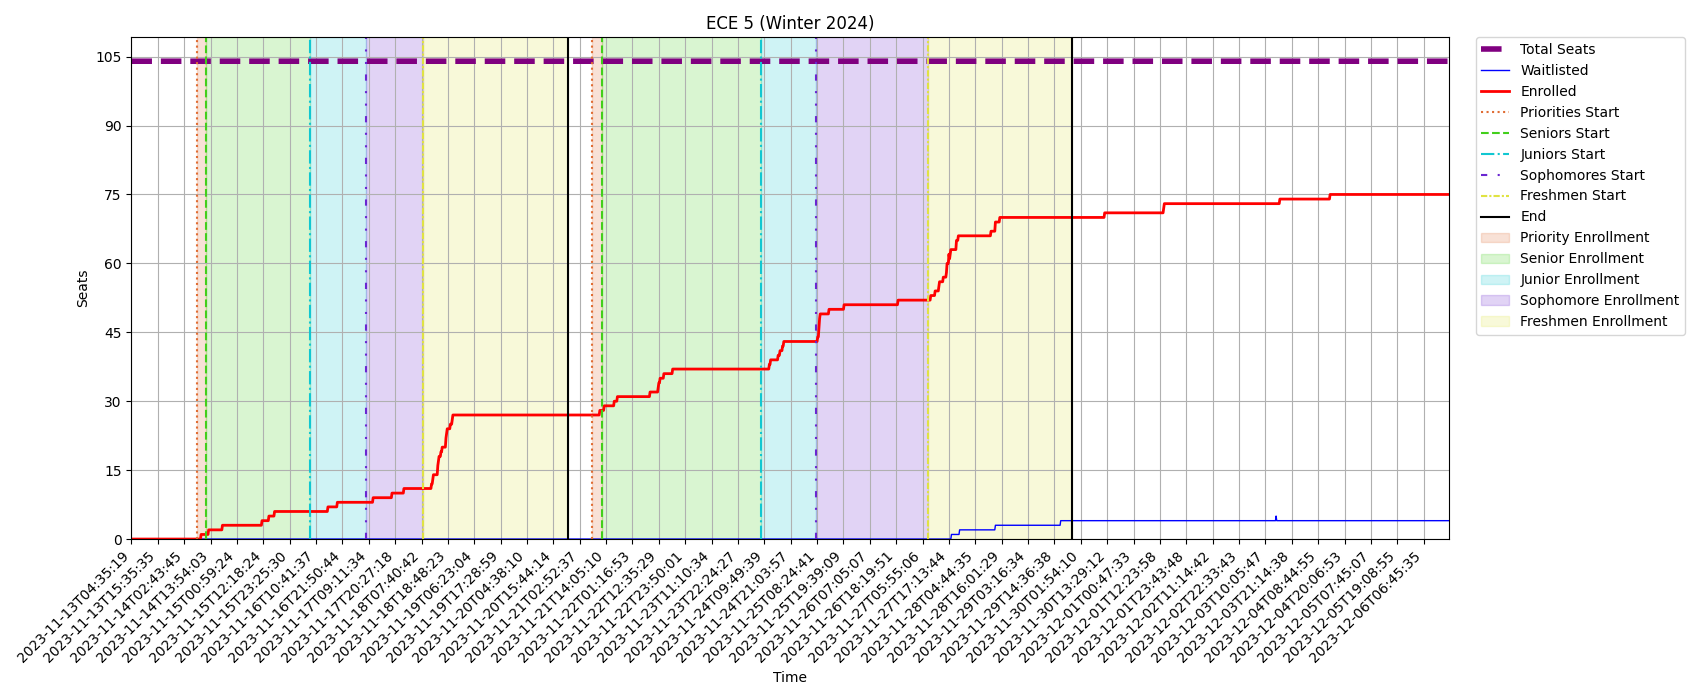 ECE 5 (Winter 2024)
Total Seats
Waitlisted
Enrolled
Priorities Start
Seniors Start
Juniors Start
Sophomores Start
Freshmen Start
End
Priority Enrollment
Senior Enrollment
Junior Enrollment
Sophomore Enrollment
Freshmen Enrollment
Seats
105
90
75
60
45
30
15
0
2023-11-13T04:35:19
2023-11-13T15:35:35
2023-11-14T02:43:45
2023-11-14T13:54:03
2023-11-15T00:59:24
2023-11-15T12:18:24
2023-11-15T23:25:30
2023-11-16T10:41:37
2023-11-16T21:50:44
2023-11-17T09:11:34
2023-11-17T20:27:18
2023-11-18T07:40:42
2023-11-18T18:48:23
2023-11-19T06:23:04
2023-11-19T17:28:59
2023-11-20T04:38:10
2023-11-20T15:44:14
2023-11-21T02:52:37
2023-11-21T14:05:10
2023-11-22T01:16:53
2023-11-22T12:35:29
2023-11-22T23:50:01
2023-11-23T11:10:34
2023-11-23T22:24:27
2023-11-24T09:49:39
2023-11-24T21:03:57
2023-11-25T08:24:41
2023-11-25T19:39:09
2023-11-26T07:05:07
2023-11-26T18:19:51
2023-11-27T05:55:06
2023-11-27T17:13:44
2023-11-28T04:44:35
2023-11-28T16:01:29
2023-11-29T03:16:34
2023-11-29T14:36:38
2023-11-30T01:54:10
2023-11-30T13:29:12
2023-12-01T00:47:33
2023-12-01T12:23:58
2023-12-01T23:43:48
2023-12-02T11:14:42
2023-12-02T22:33:43
2023-12-03T10:05:47
2023-12-03T21:14:38
2023-12-04T08:44:55
2023-12-04T20:06:53
2023-12-05T07:45:07
2023-12-05T19:08:55
2023-12-06T06:45:35
Time